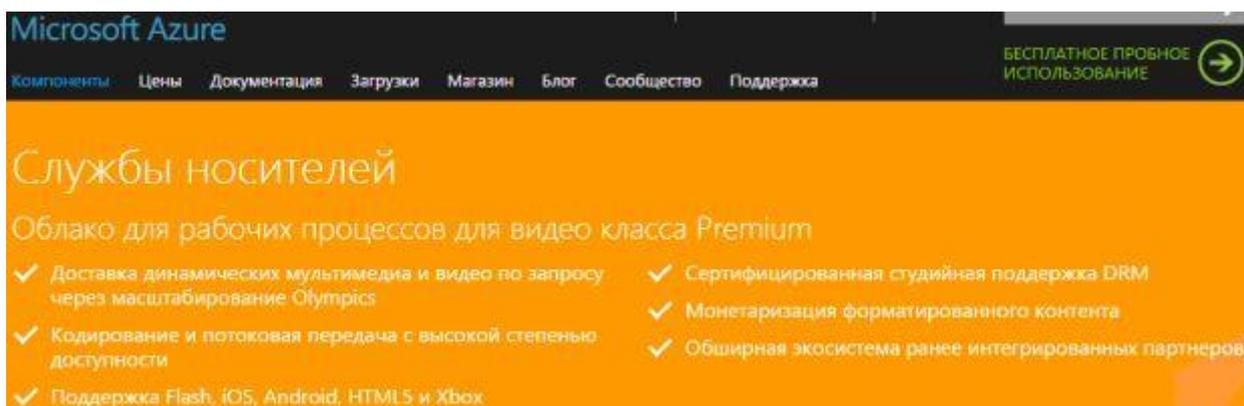 Microsoft Azure
БЕСПЛАТНОЕ ПРОБНОЕ
ИСПОЛЬЗОВАНИЕ
Компоненты Цены Документация Загрузки Магазин Блог Сообщество Поддержка
Службы носителей
Облако для рабочих процессов для видео класса Premium
Доставка динамических мультимедиа и видео по запросу
через масштабирование Olympics
Кодирование и потоковая передача с высокой степенью
доступности
Поддержка Flash, iOS, Android, HTML5 и Xbox
Сертифицированная студийная поддержка DRM
Монетаризация форматированного контента
Обширная экосистема ранее интегрированных партнеров